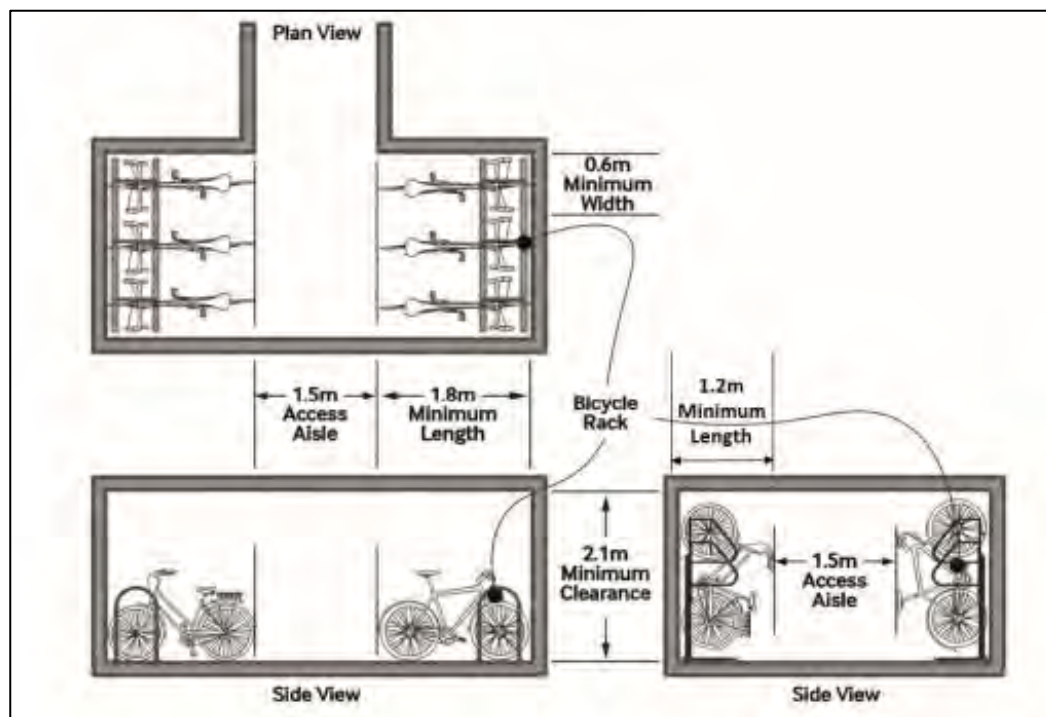 Plan View
0.6m
Minimum
Width
1.5m
Access
Aisle
1.8m
Minimum
Length
Bicycle
Rack
1.2m
Minimum
Length
2.1m
Minimum
Clearance
1.5m
Access
Aisle
Side View
Side View